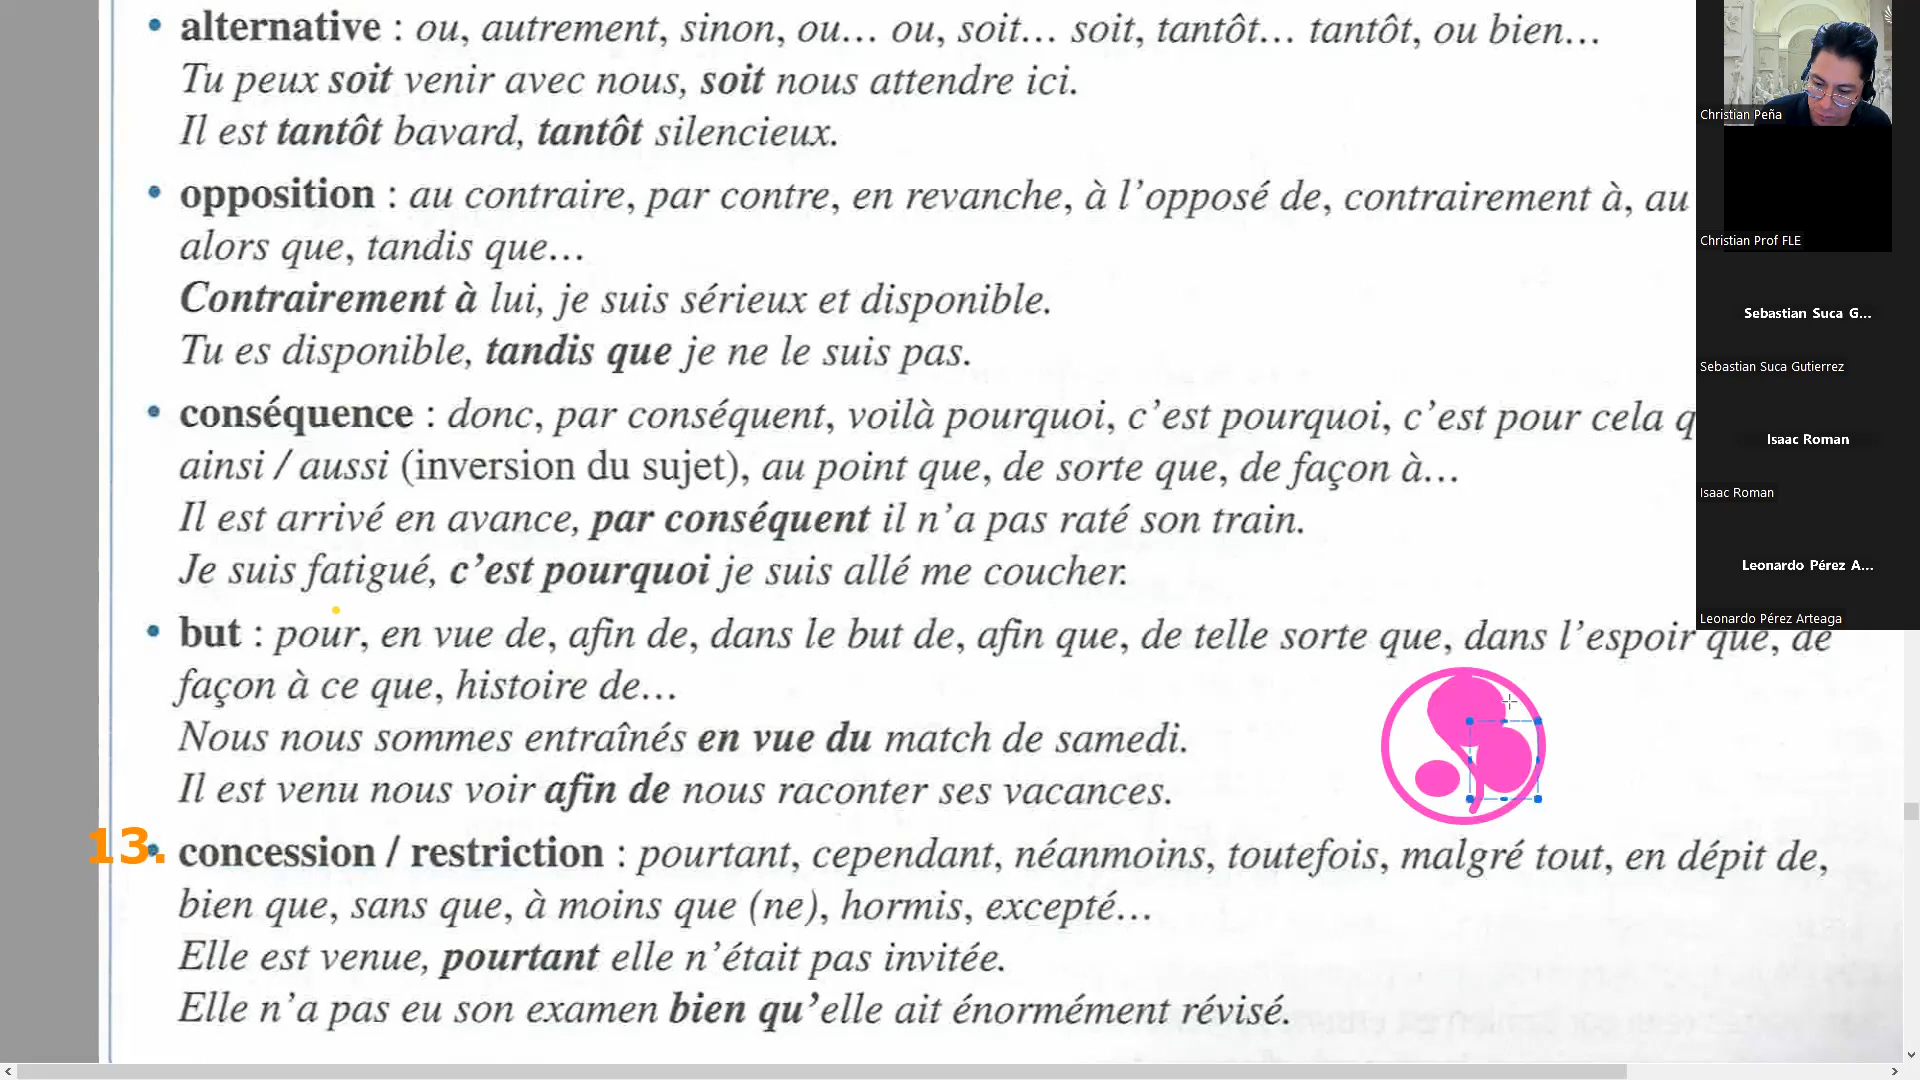 • alternative : ou, autrement, sinon, ou… ou, soit… soit, tantôt… tantôt, ou bien…
Tu peux soit venir avec nous, soit nous attendre ici.
Il est tantôt bavard, tantôt silencieux.
• opposition : au contraire, par contre, en revanche, à l’opposé de, contrairement à, au
alors que, tandis que…
Contrairement à lui, je suis sérieux et disponible.
Tu es disponible, tandis que je ne le suis pas.
• conséquence : donc, par conséquent, voilà pourquoi, c’est pourquoi, c’est pour cela q
ainsi / aussi (inversion du sujet), au point que, de sorte que, de façon à…
Il est arrivé en avance, par conséquent il n’a pas raté son train.
Je suis fatigué, c’est pourquoi je suis allé me coucher.
• but : pour, en vue de, afin de, dans le but de, afin que, de telle sorte que, dans l’espoir que, de
façon à ce que, histoire de…
Nous nous sommes entraînés en vue du match de samedi.
Il est venu nous voir afin de nous raconter ses vacances.
13.
• concession / restriction : pourtant, cependant, néanmoins, toutefois, malgré tout, en dépit de,
bien que, sans que, à moins que (ne), hormis, excepté…
Elle est venue, pourtant elle n’était pas invitée.
Elle n’a pas eu son examen bien qu’elle ait énormément révisé.
Christian Peña
Christian Prof FLE
Sebastian Suca G...
Sebastian Suca Gutierrez
Isaac Roman
Isaac Roman
Leonardo Pérez A...
Leonardo Pérez Arteaga